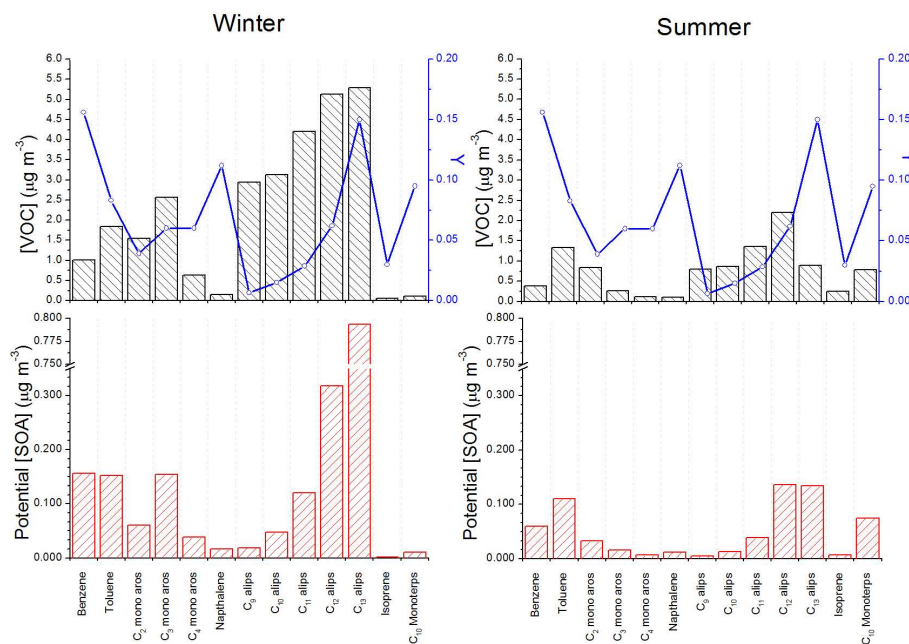 Winter
Summer
6.0
5.5
5.0
4.5
4.0
3.5
3.0
2.5
2.0
1.5
1.0
0.5
0.0
[VOC] (μg m⁻³)
0.20
0.15
0.10
0.05
0.00
Y
6.0
5.5
5.0
4.5
4.0
3.5
3.0
2.5
2.0
1.5
1.0
0.5
0.0
[VOC] (μg m⁻³)
0.20
0.15
0.10
0.05
0.00
0.800
0.775
0.750
0.300
0.200
0.100
0.000
Potential [SOA] (μg m⁻³)
0.800
0.775
0.750
0.300
0.200
0.100
0.000
Potential [SOA] (μg m⁻³)
Benzene
Toluene
C₂ mono aros
C₃ mono aros
C₄ mono aros
Napthalene
C₉ alips
C₁₀ alips
C₁₁ alips
C₁₂ alips
C₁₃ alips
Isoprene
C₁₀ Monoterps
Benzene
Toluene
C₂ mono aros
C₃ mono aros
C₄ mono aros
Napthalene
C₉ alips
C₁₀ alips
C₁₁ alips
C₁₂ alips
C₁₃ alips
Isoprene
C₁₀ Monoterps